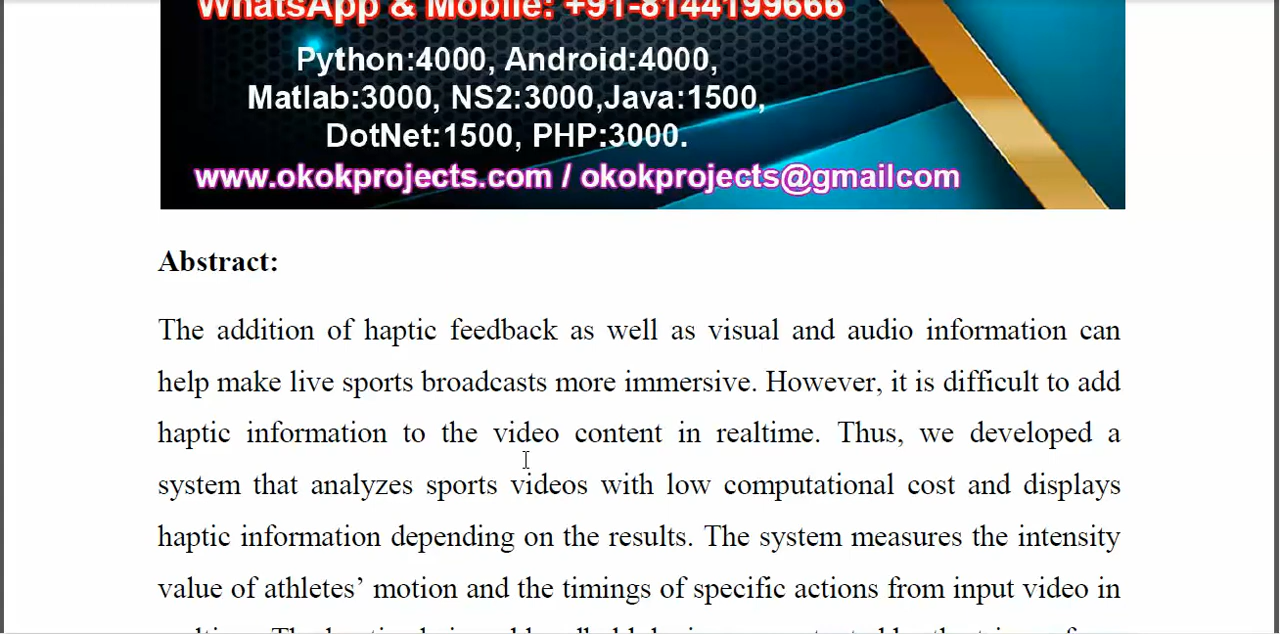 WhatsApp & Mobile: +91-8144199666
Python:4000, Android:4000,
Matlab:3000, NS2:3000,Java:1500,
DotNet:1500, PHP:3000.
www.okokprojects.com / okokprojects@gmailcom
Abstract:
The addition of haptic feedback as well as visual and audio information can
help make live sports broadcasts more immersive. However, it is difficult to add
haptic information to the video content in realtime. Thus, we developed a
system that analyzes sports videos with low computational cost and displays
haptic information depending on the results. The system measures the intensity
value of athletes’ motion and the timings of specific actions from input video in